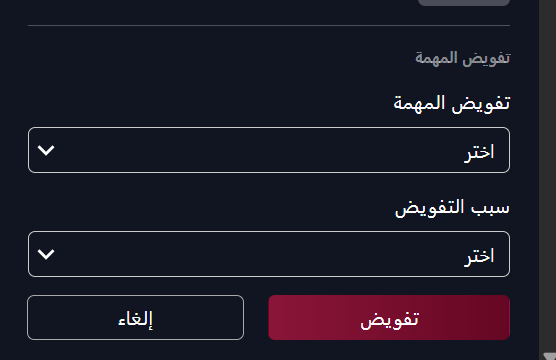 تفويض المهمة
تفويض المهمة
اختر
سبب التفويض
اختر
تفويض
إلغاء